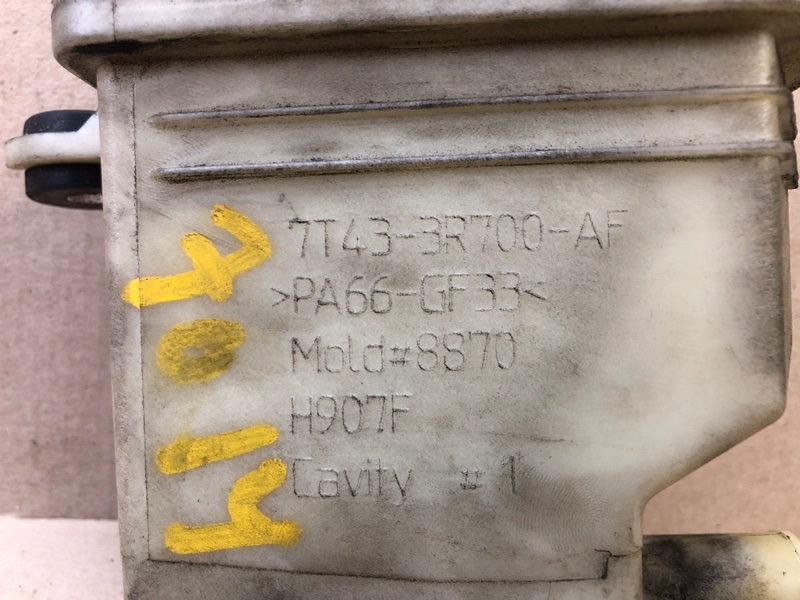 7T43-3R700-AF
>PA66-GF33<
Mold#8870
H907F
Cavity #1